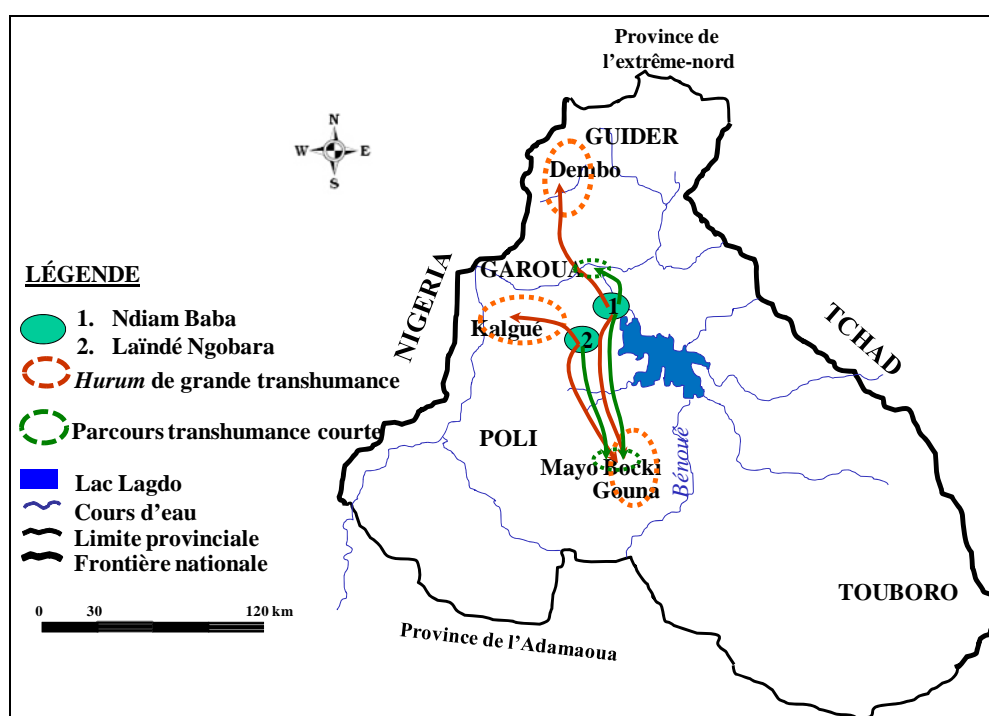 Province de
l'extrême-nord
N
W E
S
GUIDER
Dembo
GAROUA
NIGERIA
TCHAD
Kalgué
1
2
POLI
Mayo Bocki
Gouna
Bénoué
TOUBORO
Province de l'Adamaoua
LÉGENDE
1. Ndiam Baba
2. Laïndé Ngobara
Hurum de grande transhumance
Parcours transhumance courte
Lac Lagdo
Cours d'eau
Limite provinciale
Frontière nationale
0 30 120 km